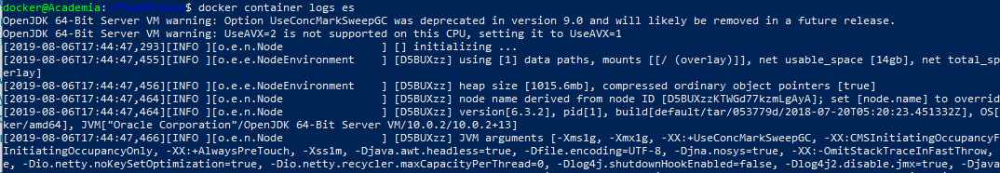 docker@Academia:~/FoodTrucks$ docker container logs es
OpenJDK 64-Bit Server VM warning: Option UseConcMarkSweepGC was deprecated in version 9.0 and will likely be removed in a future release.
OpenJDK 64-Bit Server VM warning: UseAVX=2 is not supported on this CPU, setting it to UseAVX=1
[2019-08-06T17:44:47,293][INFO ][o.e.n.Node               ] [] initializing ...
[2019-08-06T17:44:47,455][INFO ][o.e.e.NodeEnvironment    ] [D5BUXzz] using [1] data paths, mounts [[/ (overlay)]], net usable_space [14gb], net total_sp
erlay]
[2019-08-06T17:44:47,456][INFO ][o.e.e.NodeEnvironment    ] [D5BUXzz] heap size [1015.6mb], compressed ordinary object pointers [true]
[2019-08-06T17:44:47,464][INFO ][o.e.n.Node               ] [D5BUXzz] node name derived from node ID [D5BUXzzKTWGd77kzmLgAyA]; set [node.name] to overrid
[2019-08-06T17:44:47,464][INFO ][o.e.n.Node               ] [D5BUXzz] version[6.3.2], pid[1], build[default/tar/053779d/2018-07-20T05:20:23.451332Z], OS[
ker/amd64], JVM["Oracle Corporation"/OpenJDK 64-Bit Server VM/10.0.2/10.0.2+13]
[2019-08-06T17:44:47,466][INFO ][o.e.n.Node               ] [D5BUXzz] JVM arguments [-Xms1g, -Xmx1g, -XX:+UseConcMarkSweepGC, -XX:CMSInitiatingOccupancyF
InitiatingOccupancyOnly, -XX:+AlwaysPreTouch, -Xss1m, -Djava.awt.headless=true, -Dfile.encoding=UTF-8, -Djna.nosys=true, -XX:-OmitStackTraceInFastThrow,
e, -Dio.netty.noKeySetOptimization=true, -Dio.netty.recycler.maxCapacityPerThread=0, -Dlog4j.shutdownHookEnabled=false, -Dlog4j2.disable.jmx=true, -Djava